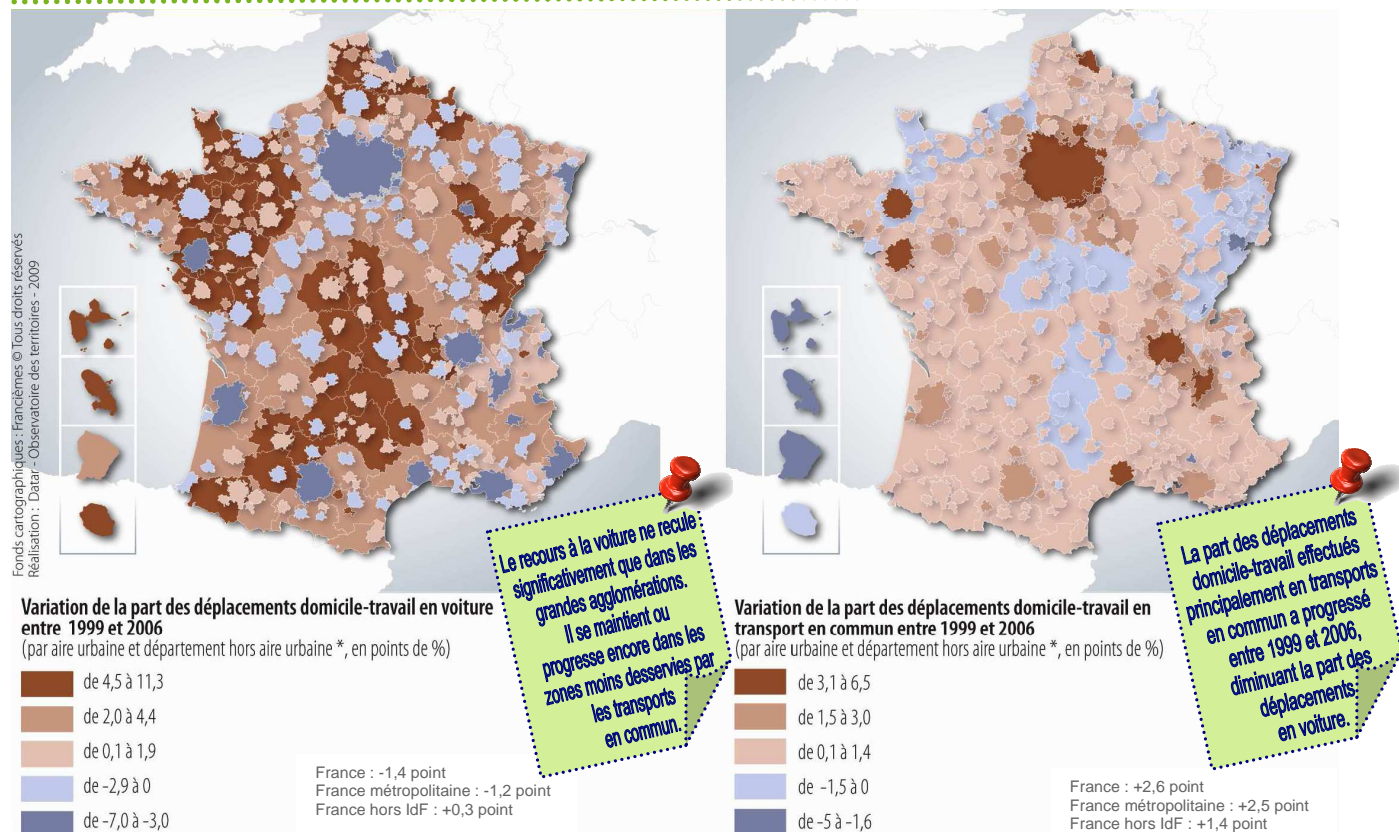 Fonds cartographiques : Francièmes © Tous droits réservés
Réalisation : Datar - Observatoire des territoires - 2009
Le recours à la voiture ne recule
significativement que dans les
grandes agglomérations.
Il se maintient ou
progresse encore dans les
zones moins desservies par
les transports
en commun.
Variation de la part des déplacements domicile-travail en voiture
entre 1999 et 2006
(par aire urbaine et département hors aire urbaine *, en points de %)
de 4,5 à 11,3
de 2,0 à 4,4
de 0,1 à 1,9
de −2,9 à 0
de −7,0 à −3,0
France : -1,4 point
France métropolitaine : -1,2 point
France hors IdF : +0,3 point
La part des déplacements
domicile-travail effectués
principalement en transports
en commun a progressé
entre 1999 et 2006,
diminuant la part des
déplacements
en voiture.
Variation de la part des déplacements domicile-travail en
transport en commun entre 1999 et 2006
(par aire urbaine et département hors aire urbaine *, en points de %)
de 3,1 à 6,5
de 1,5 à 3,0
de 0,1 à 1,4
de −1,5 à 0
de −5 à −1,6
France : +2,6 point
France métropolitaine : +2,5 point
France hors IdF : +1,4 point